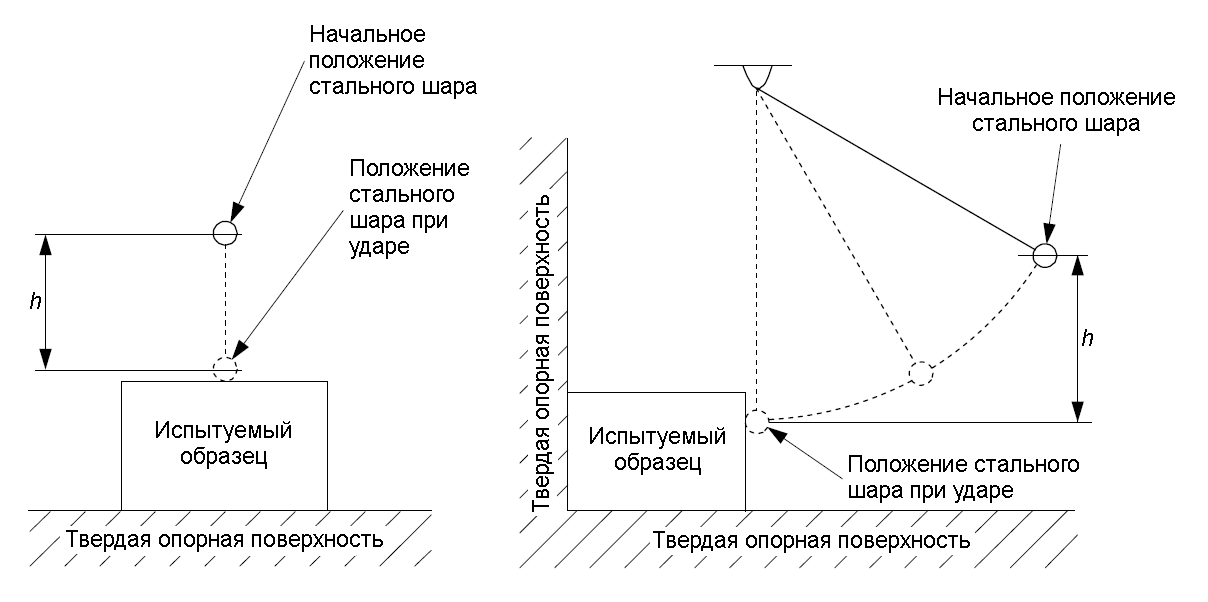 Начальное
положение
стального шара
Положение
стального
шара при
ударе
h
Испытуемый
образец
Твердая опорная поверхность
Начальное положение
стального шара
Твердая опорная поверхность
h
Испытуемый
образец
Положение стального
шара при ударе
Твердая опорная поверхность